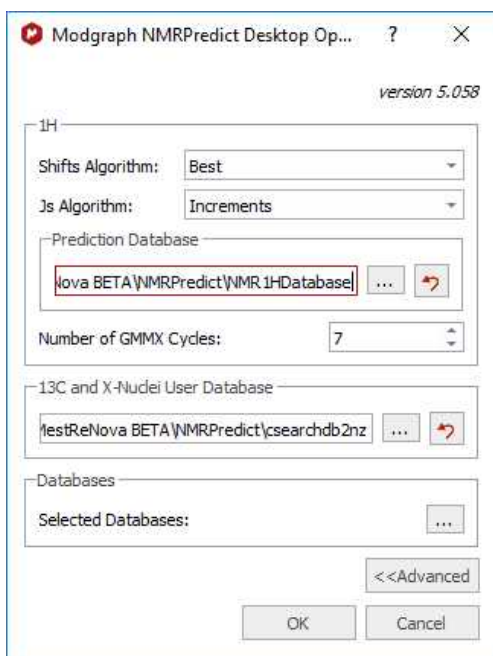 Modgraph NMRPredict Desktop Op... ?
version 5.058
1H
Shifts Algorithm: Best
Js Algorithm: Increments
Prediction Database
Nova BETA\NMRPredict\NMR1HDatabase ...
Number of GMMX Cycles: 7
13C and X-Nuclei User Database
MestReNova BETA\NMRPredict\csearchdb2nz ...
Databases
Selected Databases: ...
<<Advanced
OK Cancel